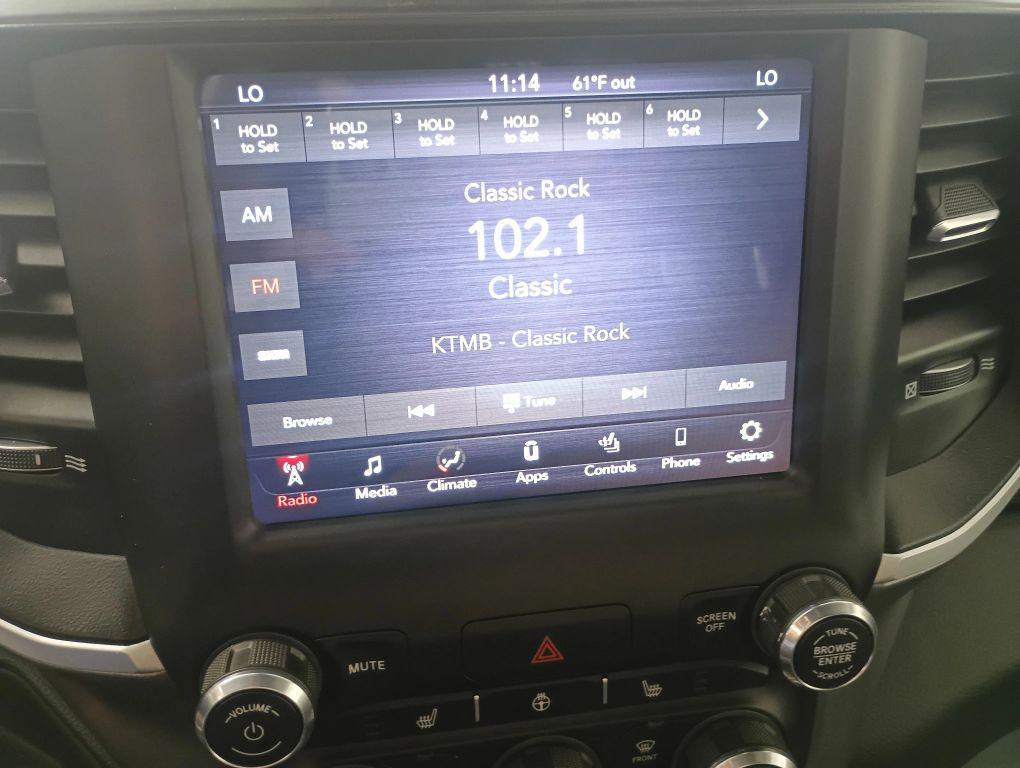 LO 11:14 61°F out LO
1 HOLD to Set
2 HOLD to Set
3 HOLD to Set
4 HOLD to Set
5 HOLD to Set
6 HOLD to Set
Classic Rock
AM
102.1
FM
Classic
KTMB - Classic Rock
Browse
Tune
Audio
Radio
Media
Climate
Apps
Controls
Phone
Settings
SCREEN
OFF
MUTE
TUNE
BROWSE
ENTER
SCROLL
VOLUME
FRONT